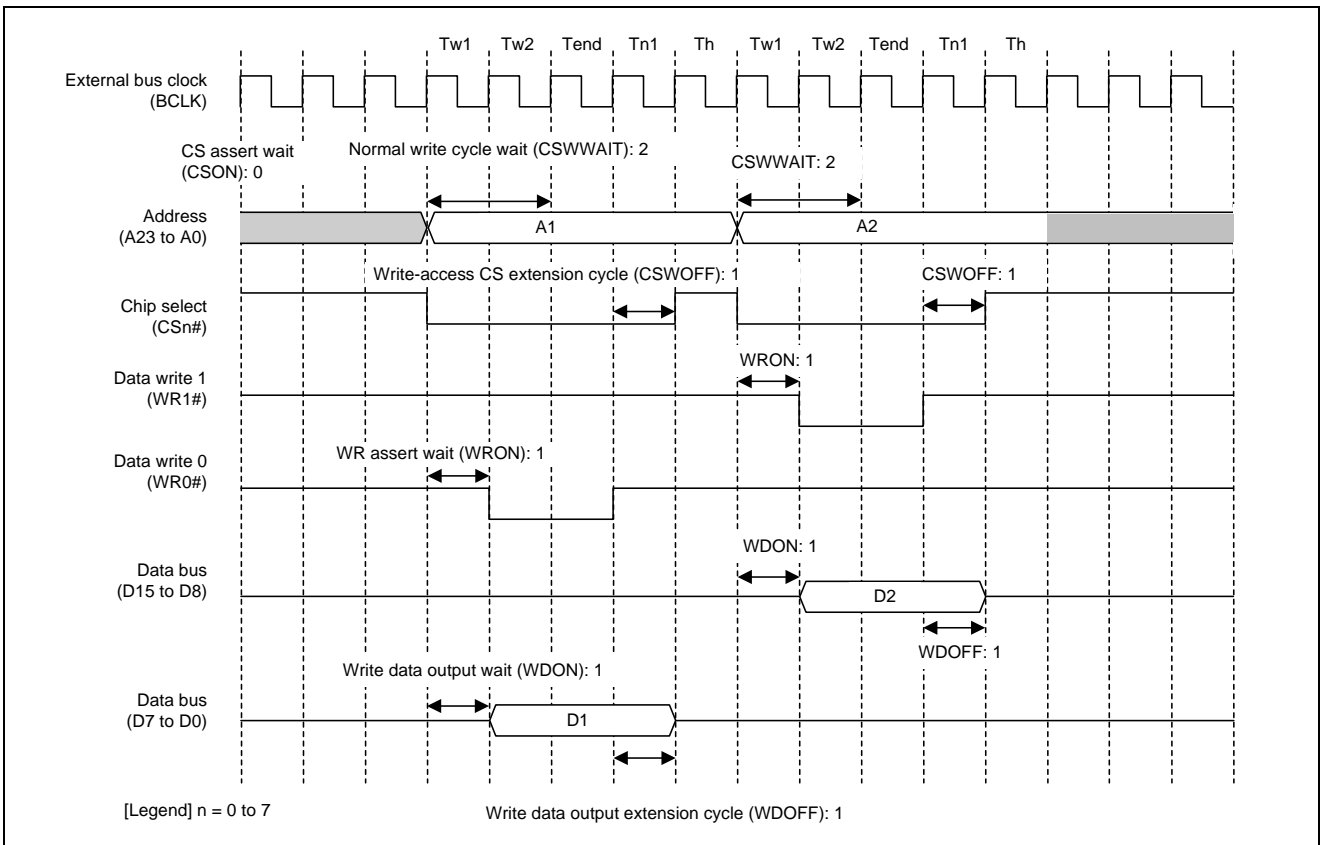 Tw1 Tw2 Tend Tn1 Th Tw1 Tw2 Tend Tn1 Th
External bus clock
(BCLK)
CS assert wait
(CSON): 0
Normal write cycle wait (CSWWAIT): 2
CSWWAIT: 2
Address
(A23 to A0)
A1
A2
Write-access CS extension cycle (CSWOFF): 1
CSWOFF: 1
Chip select
(CSn#)
WRON: 1
Data write 1
(WR1#)
WR assert wait (WRON): 1
Data write 0
(WR0#)
WDON: 1
Data bus
(D15 to D8)
D2
WDOFF: 1
Write data output wait (WDON): 1
Data bus
(D7 to D0)
D1
[Legend] n = 0 to 7
Write data output extension cycle (WDOFF): 1